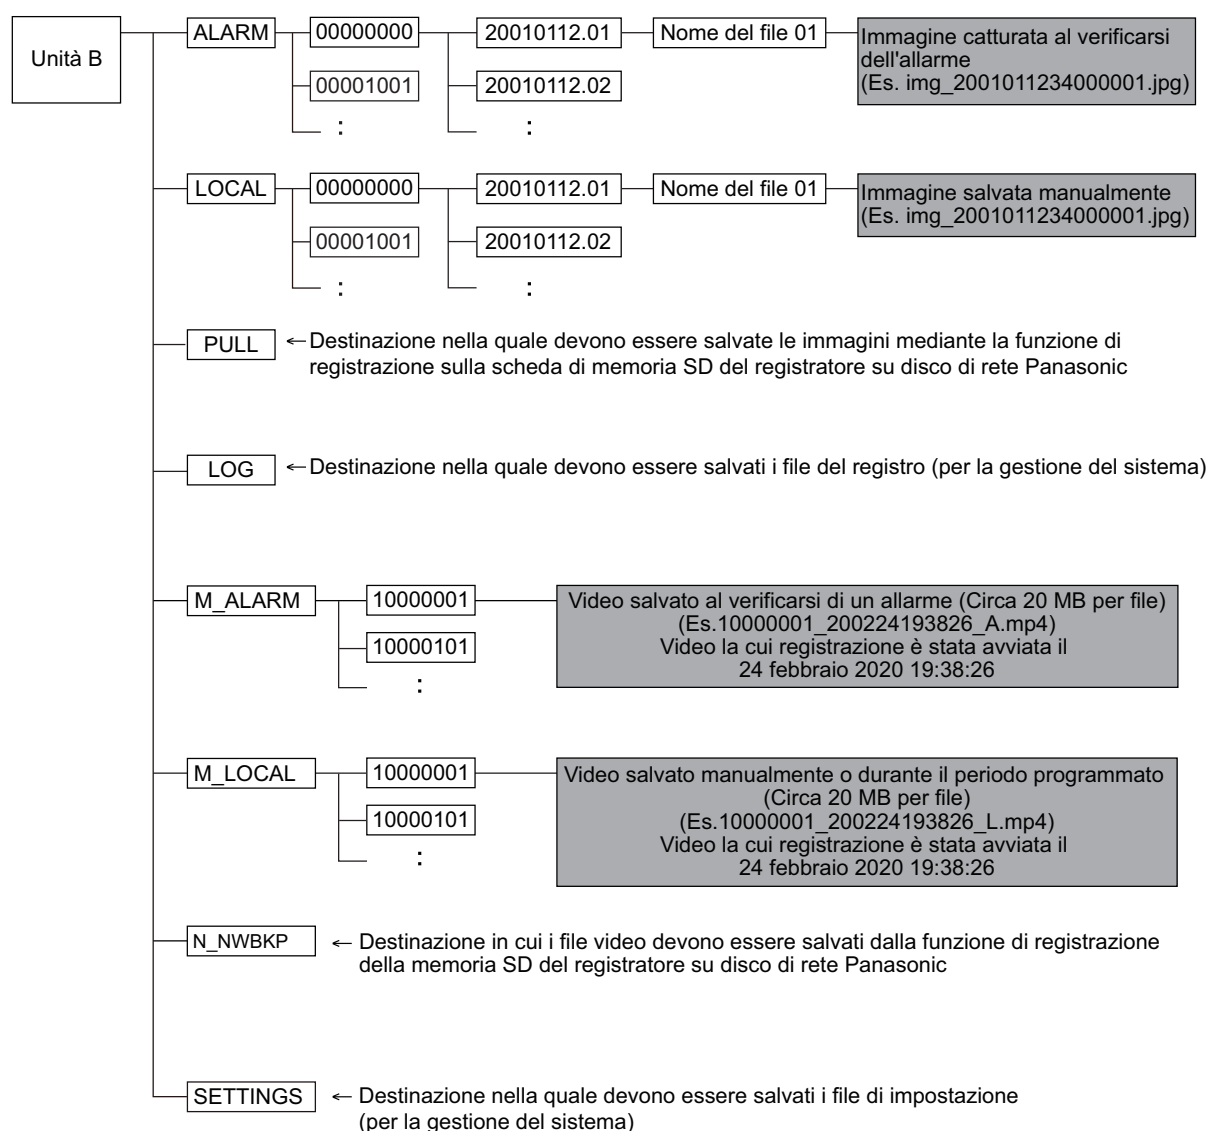 Unità B
ALARM
00000000
20010112.01
Nome del file 01
Immagine catturata al verificarsi
dell'allarme
(Es. img_2001011234000001.jpg)
00001001
20010112.02
:
:
LOCAL
00000000
20010112.01
Nome del file 01
Immagine salvata manualmente
(Es. img_2001011234000001.jpg)
00001001
20010112.02
:
:
PULL
←Destinazione nella quale devono essere salvate le immagini mediante la funzione di
registrazione sulla scheda di memoria SD del registratore su disco di rete Panasonic
LOG
←Destinazione nella quale devono essere salvati i file del registro (per la gestione del sistema)
M_ALARM
10000001
Video salvato al verificarsi di un allarme (Circa 20 MB per file)
(Es.10000001_200224193826_A.mp4)
Video la cui registrazione è stata avviata il
24 febbraio 2020 19:38:26
10000101
:
M_LOCAL
10000001
Video salvato manualmente o durante il periodo programmato
(Circa 20 MB per file)
(Es.10000001_200224193826_L.mp4)
Video la cui registrazione è stata avviata il
24 febbraio 2020 19:38:26
10000101
:
N_NWBKP
← Destinazione in cui i file video devono essere salvati dalla funzione di registrazione
della memoria SD del registratore su disco di rete Panasonic
SETTINGS
← Destinazione nella quale devono essere salvati i file di impostazione
(per la gestione del sistema)